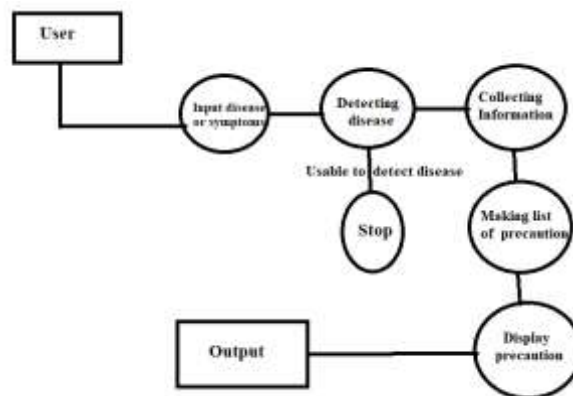 User
Input disease
or symptoms
Detecting
disease
Collecting
Information
Usable to detect disease
Stop
Making list
of precaution
Display
precaution
Output